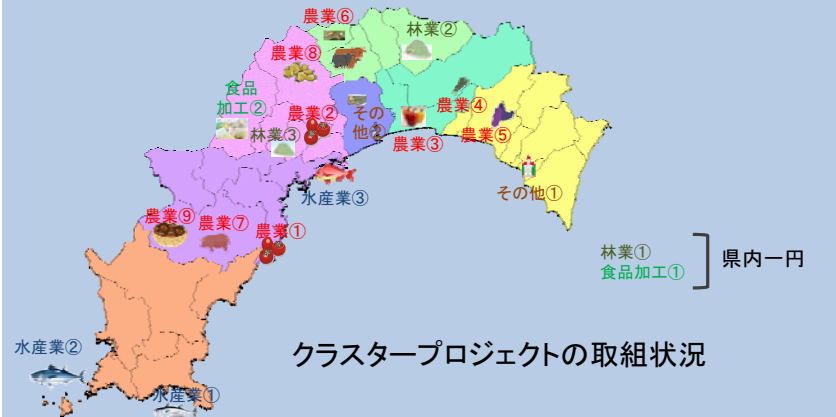 農業⑥
林業②
農業⑧
食品
加工②
農業②
その
他②
林業③
農業④
農業③
農業⑤
水産業③
その他①
農業⑨
農業⑦
農業①
林業①
食品加工①
県内一円
水産業②
クラスタープロジェクトの取組状況
水産業①